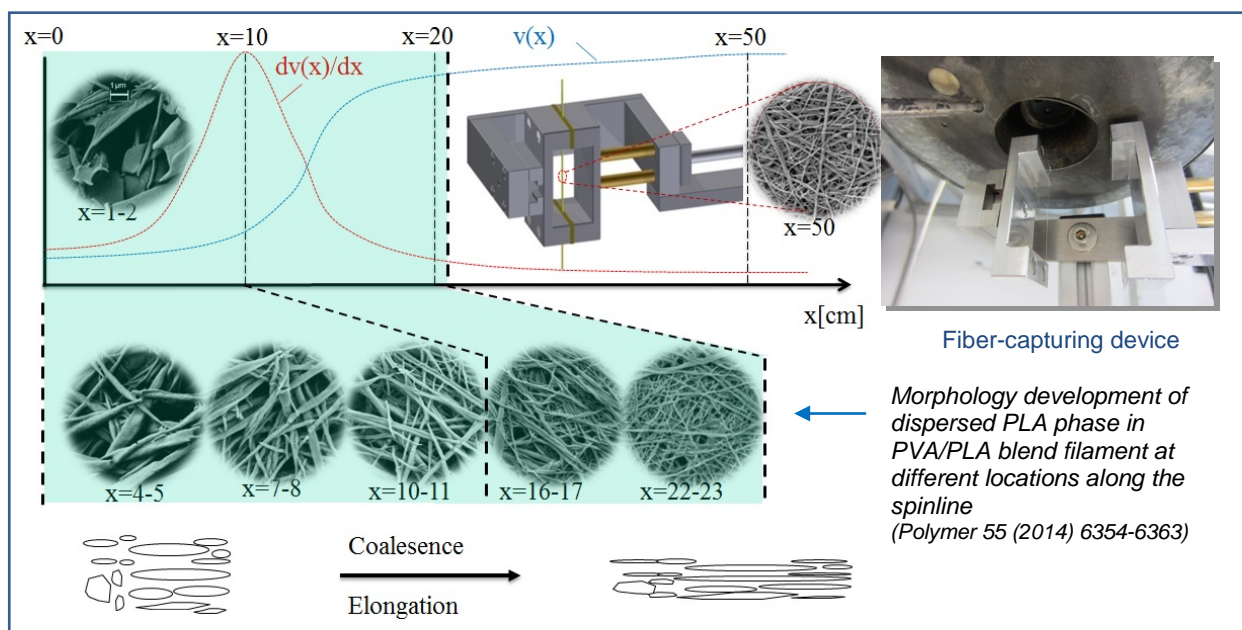 x=0
x=10
x=20
v(x)
x=50
dv(x)/dx
1 µm
x=1-2
x=50
x[cm]
x=4-5
x=7-8
x=10-11
x=16-17
x=22-23
Coalesence
Elongation
Fiber-capturing device
Morphology development of
dispersed PLA phase in
PVA/PLA blend filament at
different locations along the
spinline
(Polymer 55 (2014) 6354-6363)